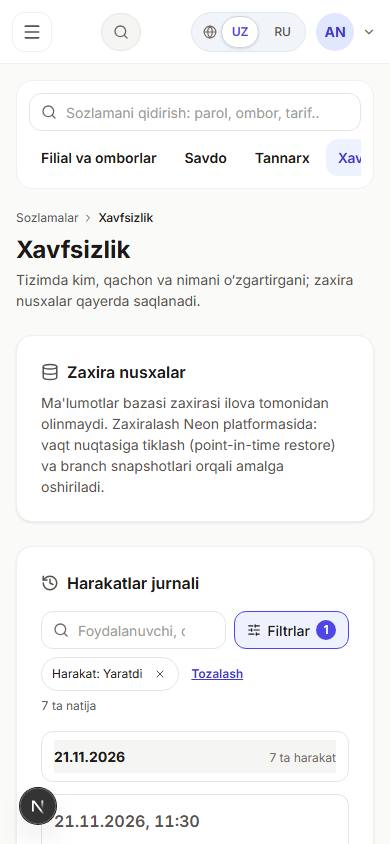 UZ
RU
AN
Sozlamani qidirish: parol, ombor, tarif..
Filial va omborlar
Savdo
Tannarx
Xav
Sozlamalar
Xavfsizlik
Xavfsizlik
Tizimda kim, qachon va nimani o'zgartirgani; zaxira
nusxalar qayerda saqlanadi.
Zaxira nusxalar
Ma'lumotlar bazasi zaxirasi ilova tomonidan
olinmaydi. Zaxiralash Neon platformasida:
vaqt nuqtasiga tiklash (point-in-time restore)
va branch snapshotlari orqali amalga
oshiriladi.
Harakatlar jurnali
Foydalanuvchi,
Filtrlar 1
Harakat: Yaratdi
Tozalash
7 ta natija
21.11.2026
7 ta harakat
N
21.11.2026, 11:30